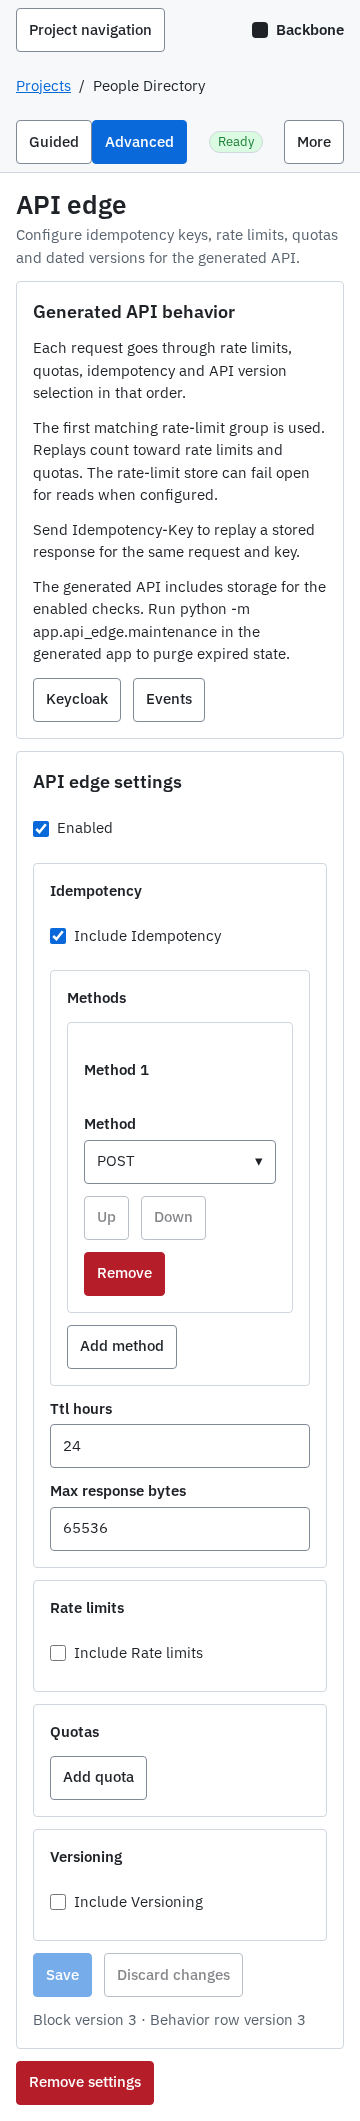 Project navigation
Backbone
Projects / People Directory
Guided
Advanced
Ready
More
API edge
Configure idempotency keys, rate limits, quotas
and dated versions for the generated API.
Generated API behavior
Each request goes through rate limits,
quotas, idempotency and API version
selection in that order.
The first matching rate-limit group is used.
Replays count toward rate limits and
quotas. The rate-limit store can fail open
for reads when configured.
Send Idempotency-Key to replay a stored
response for the same request and key.
The generated API includes storage for the
enabled checks. Run python -m
app.api_edge.maintenance in the
generated app to purge expired state.
Keycloak
Events
API edge settings
Enabled
Idempotency
Include Idempotency
Methods
Method 1
Method
POST
Up
Down
Remove
Add method
Ttl hours
24
Max response bytes
65536
Rate limits
Include Rate limits
Quotas
Add quota
Versioning
Include Versioning
Save
Discard changes
Block version 3 · Behavior row version 3
Remove settings